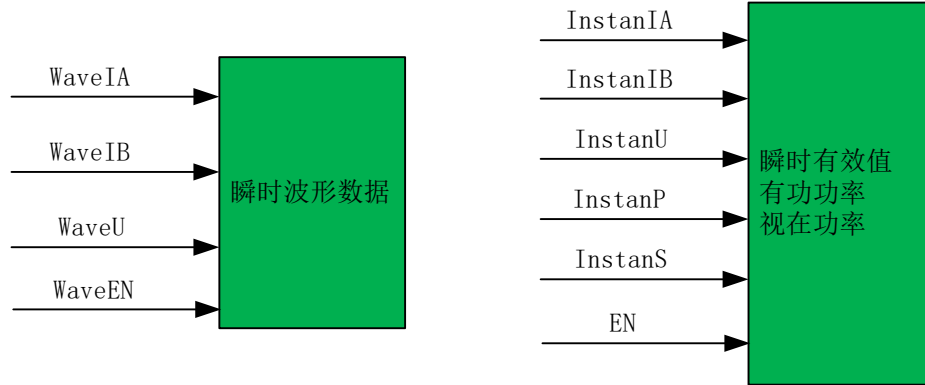 WaveIA
WaveIB
WaveU
WaveEN
瞬时波形数据
InstanIA
InstanIB
InstanU
InstanP
InstanS
EN
瞬时有效值
有功功率
视在功率